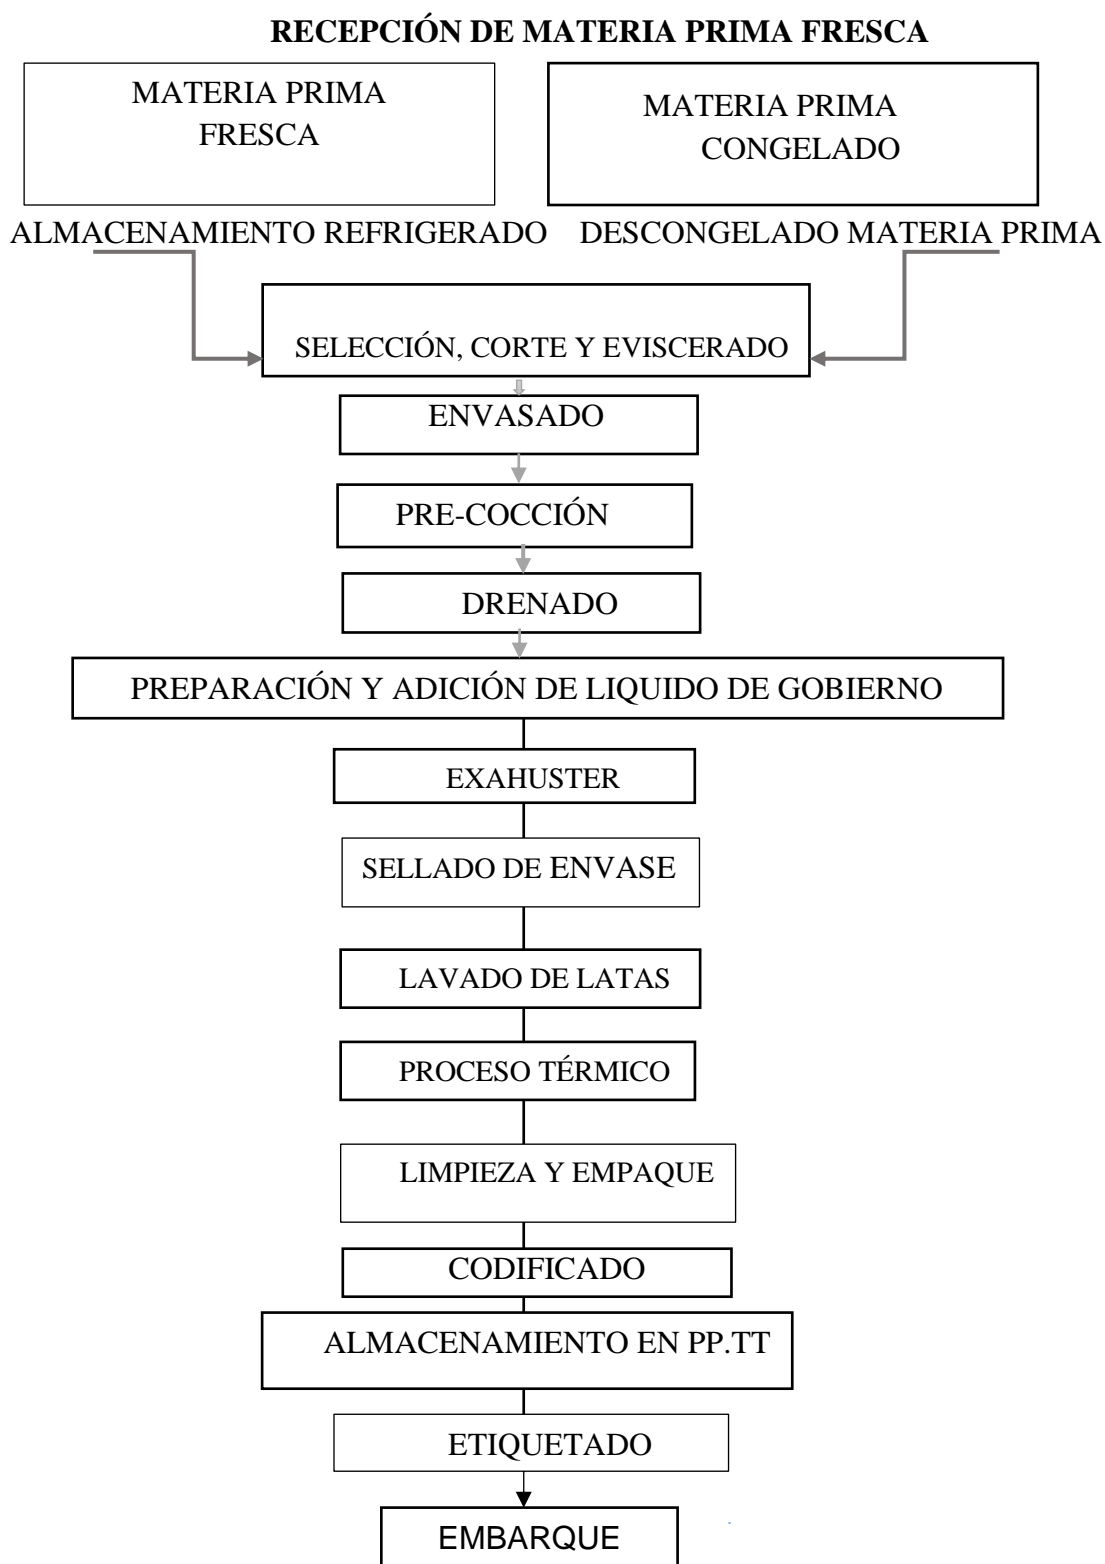 RECEPCIÓN DE MATERIA PRIMA FRESCA
MATERIA PRIMA
FRESCA
MATERIA PRIMA
CONGELADO
ALMACENAMIENTO REFRIGERADO
DESCONGELADO MATERIA PRIMA
SELECCIÓN, CORTE Y EVISCERADO
ENVASADO
PRE-COCCIÓN
DRENADO
PREPARACIÓN Y ADICIÓN DE LIQUIDO DE GOBIERNO
EXAHUSTER
SELLADO DE ENVASE
LAVADO DE LATAS
PROCESO TÉRMICO
LIMPIEZA Y EMPAQUE
CODIFICADO
ALMACENAMIENTO EN PP.TT
ETIQUETADO
EMBARQUE